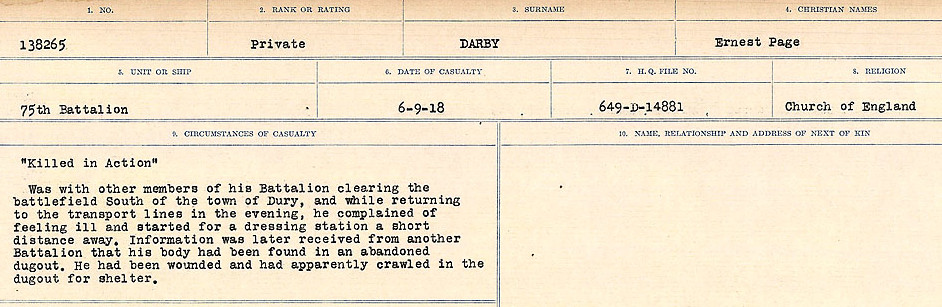 1. NO. 2. RANK OR RATING 3. SURNAME 4. CHRISTIAN NAMES
138265 Private DARBY Ernest Page
5. UNIT OR SHIP 6. DATE OF CASUALTY 7. H.Q. FILE NO. 8. RELIGION
75th Battalion 6-9-18 649-D-14881 Church of England
9. CIRCUMSTANCES OF CASUALTY 10. NAME, RELATIONSHIP AND ADDRESS OF NEXT OF KIN
"Killed in Action"
Was with other members of his Battalion clearing the
battlefield South of the town of Dury, and while returning
to the transport lines in the evening, he complained of
feeling ill and started for a dressing station a short
distance away. Information was later received from another
Battalion that his body had been found in an abandoned
dugout. He had been wounded and had apparently crawled in the
dugout for shelter.